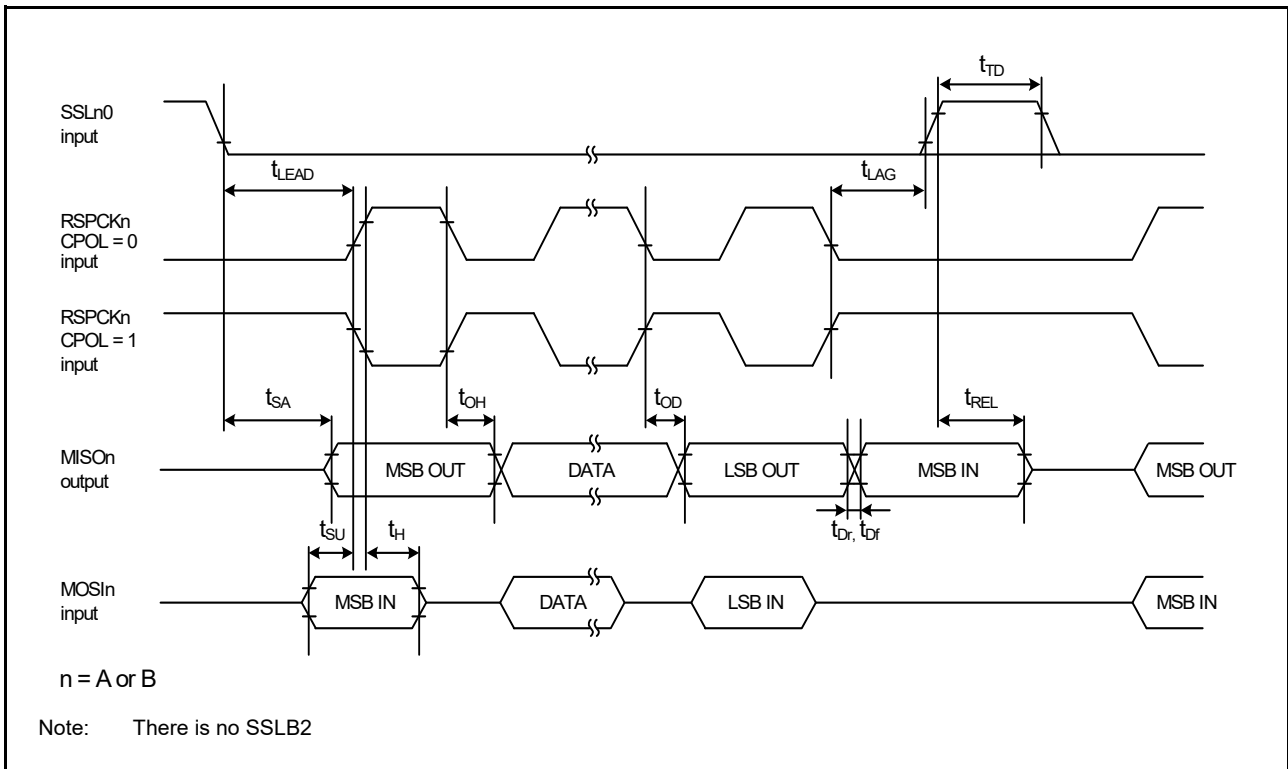 tTD
SSLn0
input
tLEAD
tLAG
RSPCKn
CPOL = 0
input
RSPCKn
CPOL = 1
input
tSA
tOH
tOD
tREL
MISOn
output
MSB OUT
DATA
LSB OUT
MSB IN
MSB OUT
tSU
tH
tDr, tDf
MOSIn
input
MSB IN
DATA
LSB IN
MSB IN
n = A or B
Note: There is no SSLB2